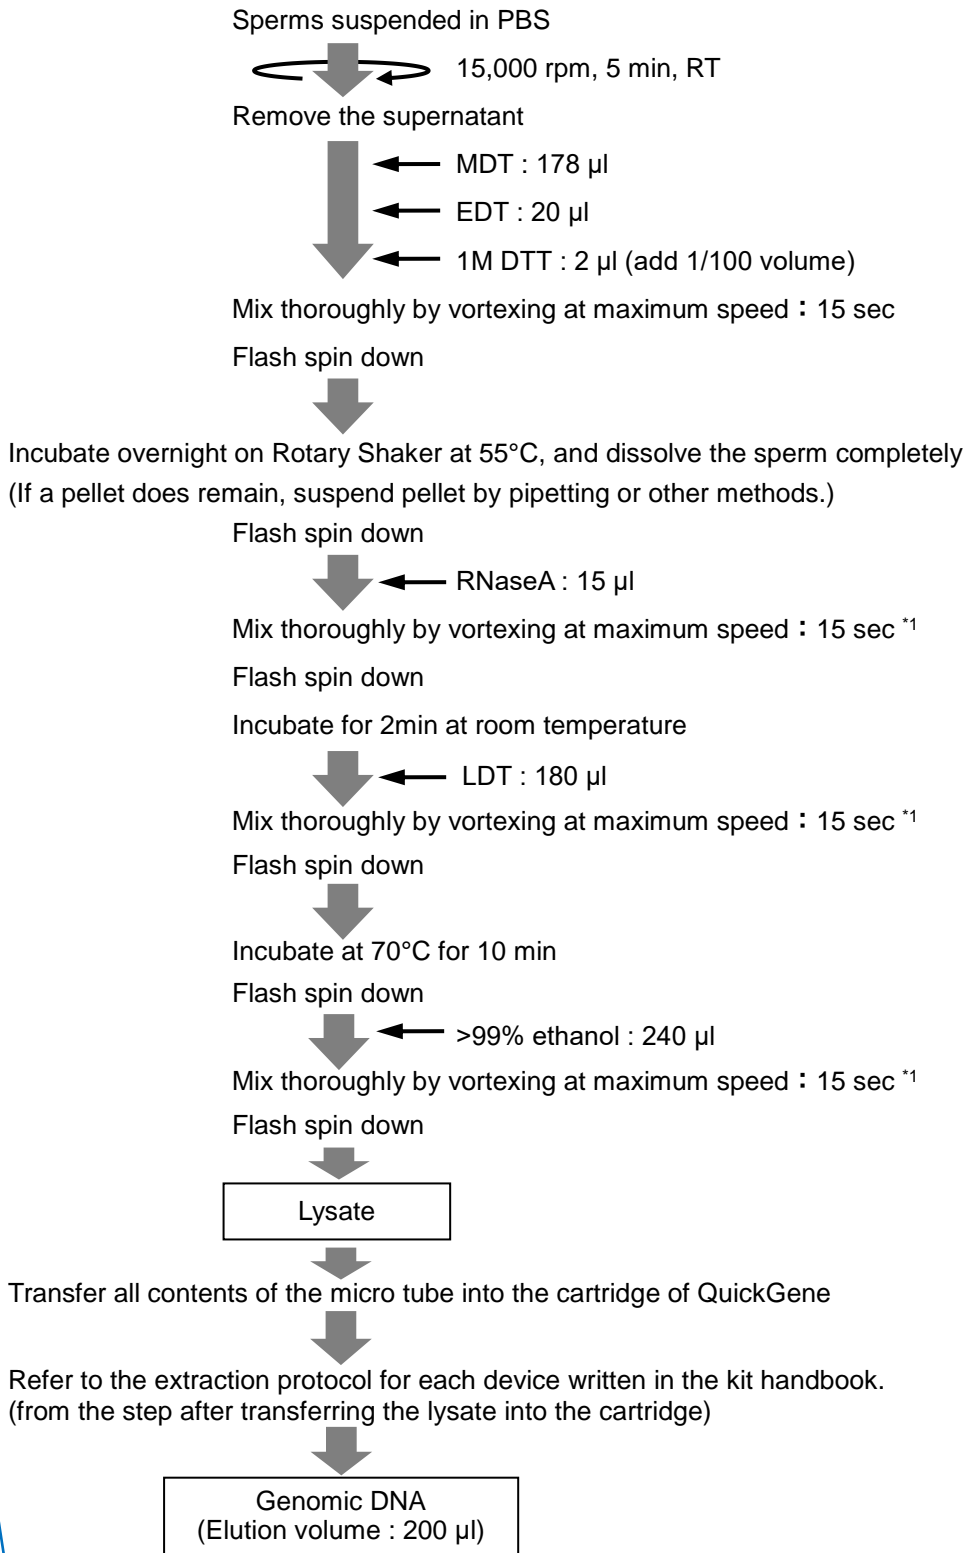 Sperms suspended in PBS
15,000 rpm, 5 min, RT
Remove the supernatant
MDT : 178 µl
EDT : 20 µl
1M DTT : 2 µl (add 1/100 volume)
Mix thoroughly by vortexing at maximum speed：15 sec
Flash spin down
Incubate overnight on Rotary Shaker at 55°C, and dissolve the sperm completely
(If a pellet does remain, suspend pellet by pipetting or other methods.)
Flash spin down
RNaseA : 15 µl
Mix thoroughly by vortexing at maximum speed：15 sec *1
Flash spin down
Incubate for 2min at room temperature
LDT : 180 µl
Mix thoroughly by vortexing at maximum speed：15 sec *1
Flash spin down
Incubate at 70°C for 10 min
Flash spin down
>99% ethanol : 240 µl
Mix thoroughly by vortexing at maximum speed：15 sec *1
Flash spin down
Lysate
Transfer all contents of the micro tube into the cartridge of QuickGene
Refer to the extraction protocol for each device written in the kit handbook.
(from the step after transferring the lysate into the cartridge)
Genomic DNA
(Elution volume : 200 µl)